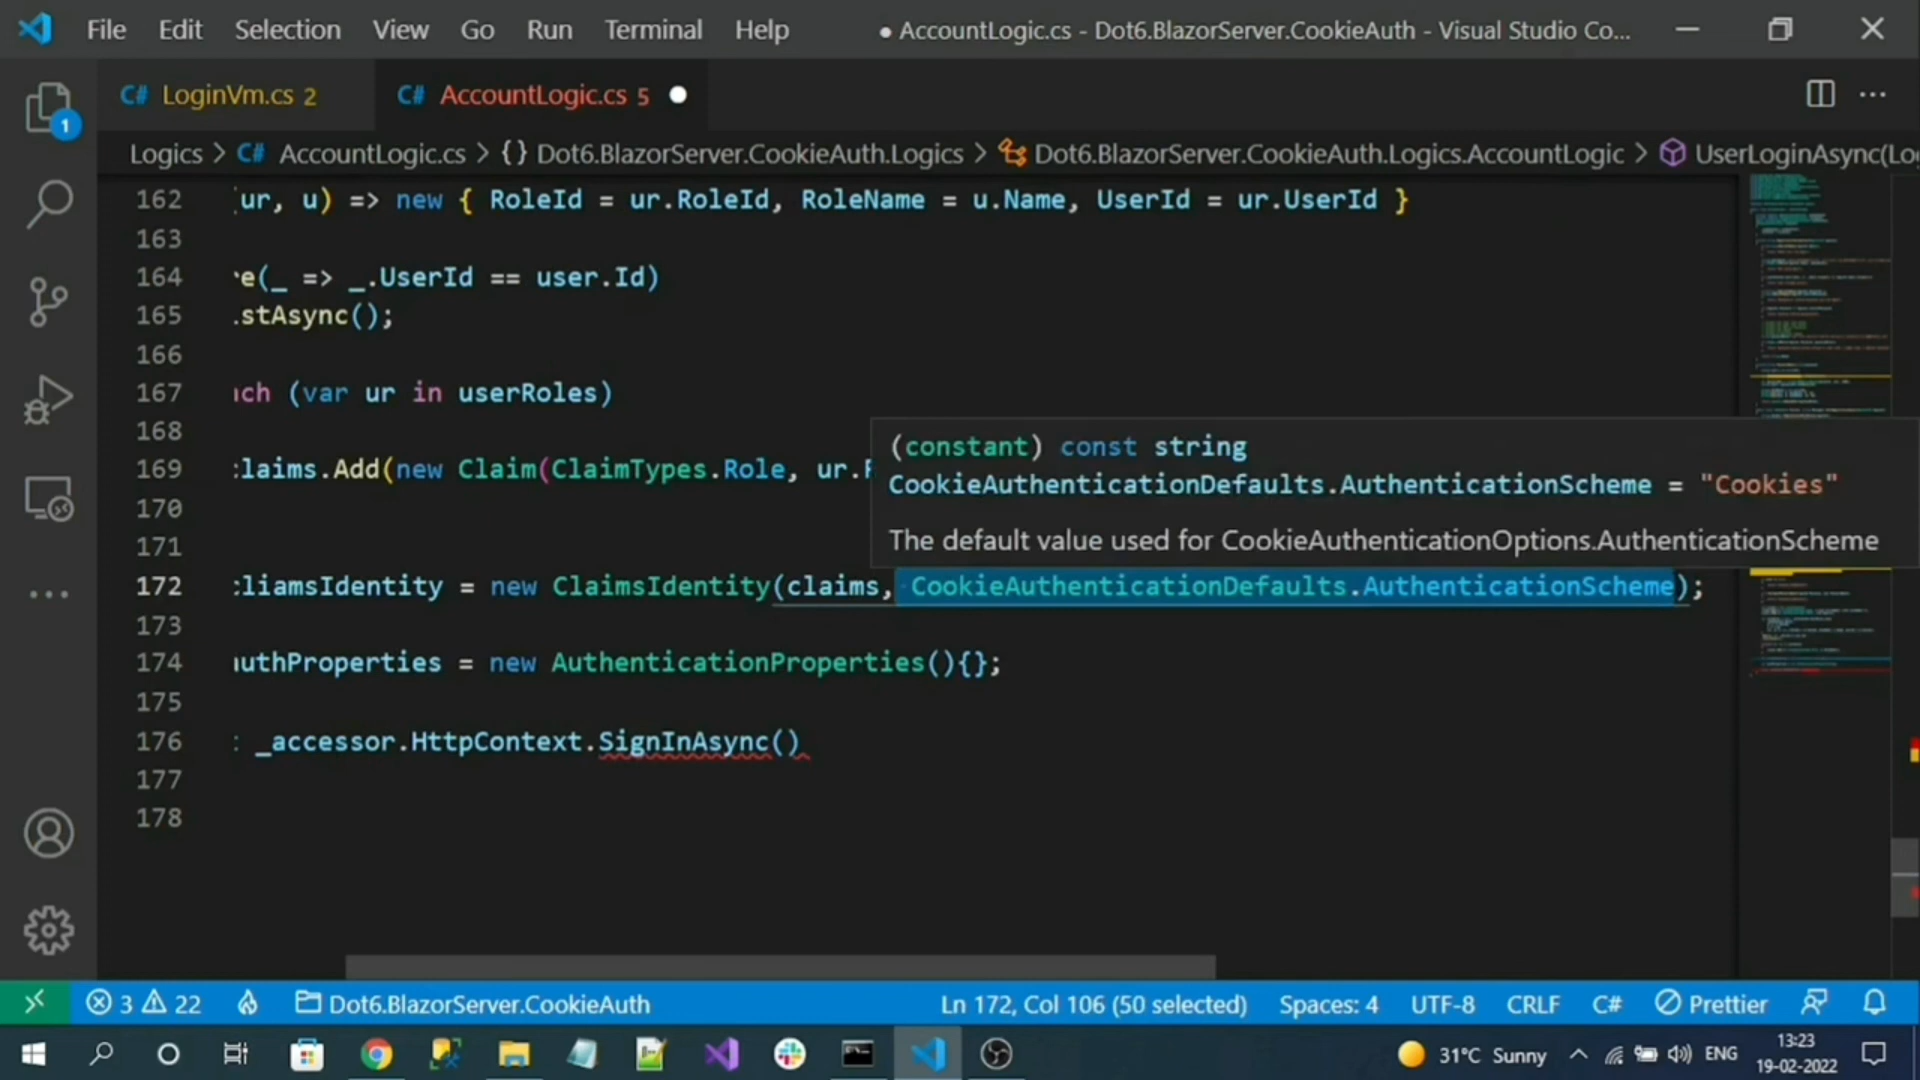 File Edit Selection View Go Run Terminal Help ● AccountLogic.cs - Dot6.BlazorServer.CookieAuth - Visual Studio Co...
C# LoginVm.cs 2 C# AccountLogic.cs 5 ● ...
1
Logics > C# AccountLogic.cs > {} Dot6.BlazorServer.CookieAuth.Logics > Dot6.BlazorServer.CookieAuth.Logics.AccountLogic > UserLoginAsync(Lo
162 ur, u) => new { RoleId = ur.RoleId, RoleName = u.Name, UserId = ur.UserId }
163
164 e(_ => _.UserId == user.Id)
165 .stAsync();
166
167 ch (var ur in userRoles)
168
(constant) const string
169 laims.Add(new Claim(ClaimTypes.Role, ur.
CookieAuthenticationDefaults.AuthenticationScheme = "Cookies"
170
The default value used for CookieAuthenticationOptions.AuthenticationScheme
171
172 liamsIdentity = new ClaimsIdentity(claims, CookieAuthenticationDefaults.AuthenticationScheme);
173
174 uthProperties = new AuthenticationProperties(){};
175
176 _accessor.HttpContext.SignInAsync()
177
178
3 22 Dot6.BlazorServer.CookieAuth Ln 172, Col 106 (50 selected) Spaces: 4 UTF-8 CRLF C# Prettier
31°C Sunny ENG 13:23
19-02-2022